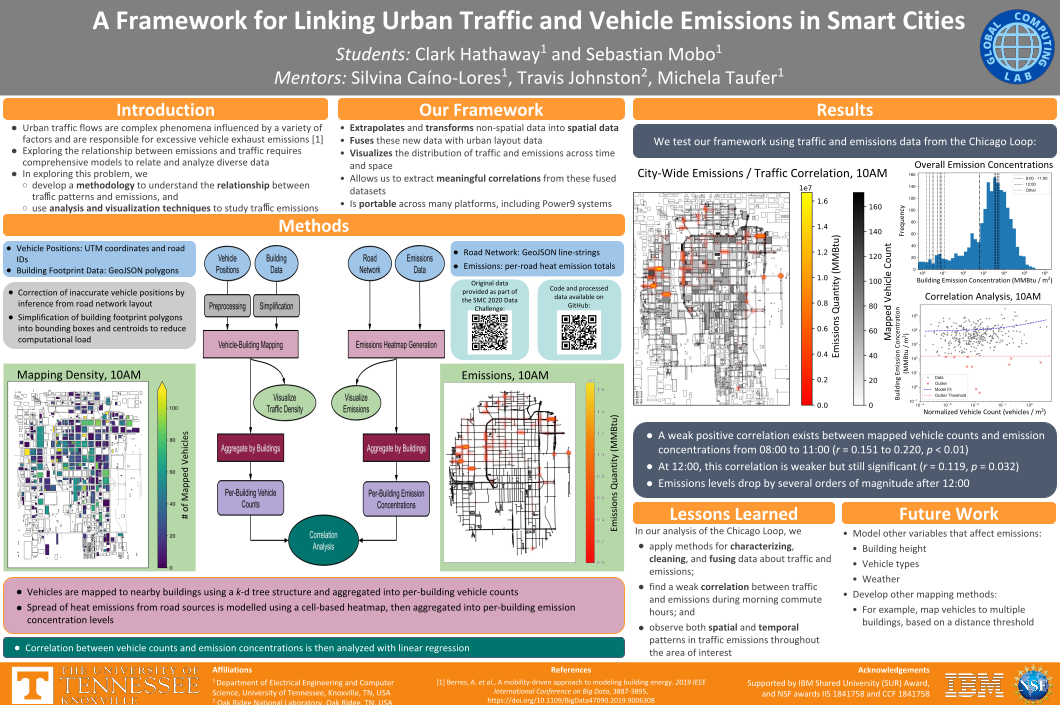 A Framework for Linking Urban Traffic and Vehicle Emissions in Smart Cities
Students: Clark Hathaway1 and Sebastian Mobo1
Mentors: Silvina Caíno-Lores1, Travis Johnston2, Michela Taufer1
GLOBAL COMPUTING LAB
Introduction
● Urban traffic flows are complex phenomena influenced by a variety of
factors and are responsible for excessive vehicle exhaust emissions [1]
● Exploring the relationship between emissions and traffic requires
comprehensive models to relate and analyze diverse data
● In exploring this problem, we
○ develop a methodology to understand the relationship between
traffic patterns and emissions, and
○ use analysis and visualization techniques to study traffic emissions
Our Framework
• Extrapolates and transforms non-spatial data into spatial data
• Fuses these new data with urban layout data
• Visualizes the distribution of traffic and emissions across time
and space
• Allows us to extract meaningful correlations from these fused
datasets
• Is portable across many platforms, including Power9 systems
Methods
● Vehicle Positions: UTM coordinates and road
IDs
● Building Footprint Data: GeoJSON polygons
● Correction of inaccurate vehicle positions by
inference from road network layout
● Simplification of building footprint polygons
into bounding boxes and centroids to reduce
computational load
Vehicle
Positions
Building
Data
Road
Network
Emissions
Data
Preprocessing
Simplification
Vehicle-Building Mapping
Emissions Heatmap Generation
Visualize
Traffic Density
Visualize
Emissions
Aggregate by Buildings
Aggregate by Buildings
Per-Building Vehicle
Counts
Per-Building Emission
Concentrations
Correlation
Analysis
● Road Network: GeoJSON line-strings
● Emissions: per-road heat emission totals
Original data
provided as part of
the SMC 2020 Data
Challenge:
Code and processed
data available on
GitHub:
Mapping Density, 10AM
100
80
60
40
20
0
# of Mapped Vehicles
Emissions, 10AM
Emissions Quantity (MMBtu)
● Vehicles are mapped to nearby buildings using a k-d tree structure and aggregated into per-building vehicle counts
● Spread of heat emissions from road sources is modelled using a cell-based heatmap, then aggregated into per-building emission
concentration levels
● Correlation between vehicle counts and emission concentrations is then analyzed with linear regression
Results
We test our framework using traffic and emissions data from the Chicago Loop:
City-Wide Emissions / Traffic Correlation, 10AM
1e7
1.6
1.4
1.2
1.0
0.8
0.6
0.4
0.2
0.0
Emissions Quantity (MMBtu)
160
140
120
100
80
60
40
20
0
Mapped Vehicle Count
Overall Emission Concentrations
8:00 - 11:00
12:00
Other
160
140
120
100
80
60
40
20
0
Frequency
Building Emission Concentration (MMBtu / m2)
Correlation Analysis, 10AM
Building Emission Concentration
(MMBtu / m2)
Data
Outlier
Model Fit
Outlier Threshold
Normalized Vehicle Count (vehicles / m2)
● A weak positive correlation exists between mapped vehicle counts and emission
concentrations from 08:00 to 11:00 (r = 0.151 to 0.220, p < 0.01)
● At 12:00, this correlation is weaker but still significant (r = 0.119, p = 0.032)
● Emissions levels drop by several orders of magnitude after 12:00
Lessons Learned
In our analysis of the Chicago Loop, we
● apply methods for characterizing,
cleaning, and fusing data about traffic and
emissions;
● find a weak correlation between traffic
and emissions during morning commute
hours; and
● observe both spatial and temporal
patterns in traffic emissions throughout
the area of interest
Future Work
• Model other variables that affect emissions:
• Building height
• Vehicle types
• Weather
• Develop other mapping methods:
• For example, map vehicles to multiple
buildings, based on a distance threshold
T
THE UNIVERSITY OF
TENNESSEE
KNOXVILLE
Affiliations
1 Department of Electrical Engineering and Computer
Science, University of Tennessee, Knoxville, TN, USA
2 Oak Ridge National Laboratory, Oak Ridge, TN, USA
References
[1] Berres, A. et al., A mobility-driven approach to modeling building energy. 2019 IEEE
International Conference on Big Data, 3887-3895,
https://doi.org/10.1109/BigData47090.2019.9006308
Acknowledgements
Supported by IBM Shared University (SUR) Award,
and NSF awards IIS 1841758 and CCF 1841758
IBM
NSF